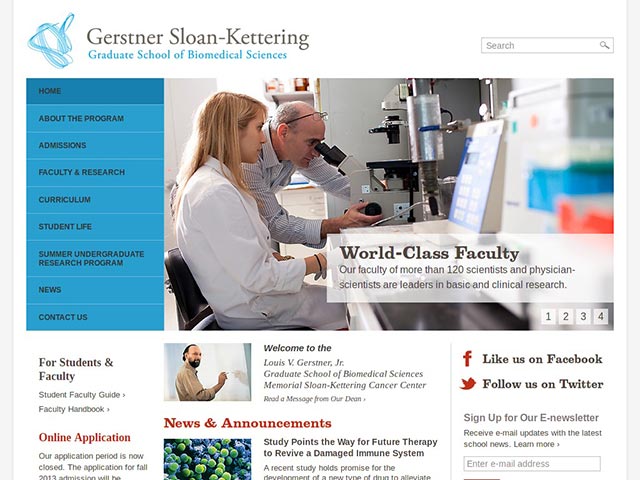 Gerstner Sloan-Kettering
Graduate School of Biomedical Sciences
Search
HOME
ABOUT THE PROGRAM
ADMISSIONS
FACULTY & RESEARCH
CURRICULUM
STUDENT LIFE
SUMMER UNDERGRADUATE
RESEARCH PROGRAM
NEWS
CONTACT US
World-Class Faculty
Our faculty of more than 120 scientists and physician-
scientists are leaders in basic and clinical research.
1 2 3 4
For Students &
Faculty
Student Faculty Guide ›
Faculty Handbook ›
Online Application
Our application period is now
closed. The application for fall
2013 admission will be
Welcome to the
Louis V. Gerstner, Jr.
Graduate School of Biomedical Sciences
Memorial Sloan-Kettering Cancer Center
Read a Message from Our Dean ›
News & Announcements
Study Points the Way for Future Therapy
to Revive a Damaged Immune System
A recent study holds promise for the
development of a new type of drug to alleviate
Like us on Facebook
Follow us on Twitter
Sign Up for Our E-newsletter
Receive e-mail updates with the latest
school news. Learn more ›
Enter e-mail address